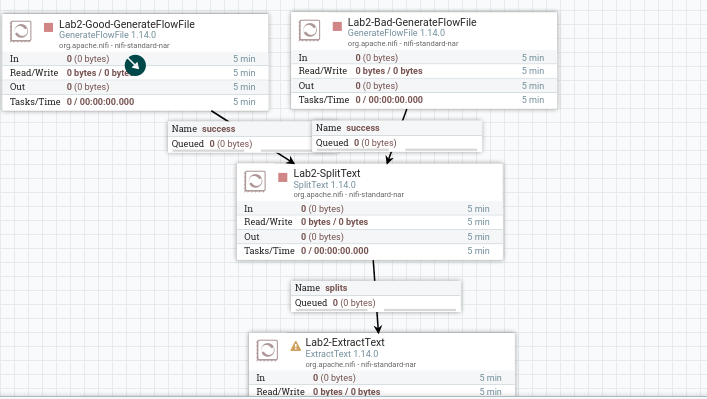 Lab2-Good-GenerateFlowFile
GenerateFlowFile 1.14.0
org.apache.nifi - nifi-standard-nar
In 0 (0 bytes) 5 min
Read/Write 0 bytes / 0 bytes 5 min
Out 0 (0 bytes) 5 min
Tasks/Time 0 / 00:00:00.000 5 min
Lab2-Bad-GenerateFlowFile
GenerateFlowFile 1.14.0
org.apache.nifi - nifi-standard-nar
In 0 (0 bytes) 5 min
Read/Write 0 bytes / 0 bytes 5 min
Out 0 (0 bytes) 5 min
Tasks/Time 0 / 00:00:00.000 5 min
Name success
Queued 0 (0 bytes)
Name success
Queued 0 (0 bytes)
Lab2-SplitText
SplitText 1.14.0
org.apache.nifi - nifi-standard-nar
In 0 (0 bytes) 5 min
Read/Write 0 bytes / 0 bytes 5 min
Out 0 (0 bytes) 5 min
Tasks/Time 0 / 00:00:00.000 5 min
Name splits
Queued 0 (0 bytes)
Lab2-ExtractText
ExtractText 1.14.0
org.apache.nifi - nifi-standard-nar
In 0 (0 bytes) 5 min
Read/Write 0 bytes / 0 bytes 5 min